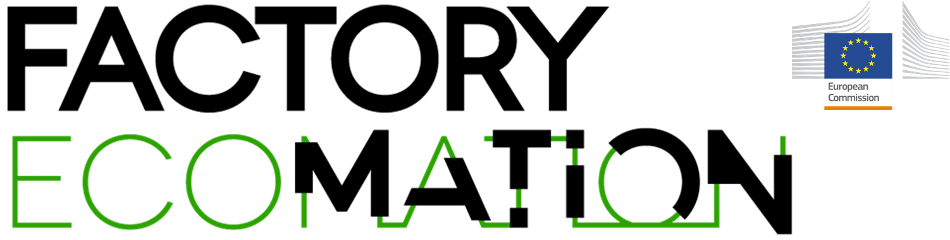 FACTORY
ECOMATION
European
Commission